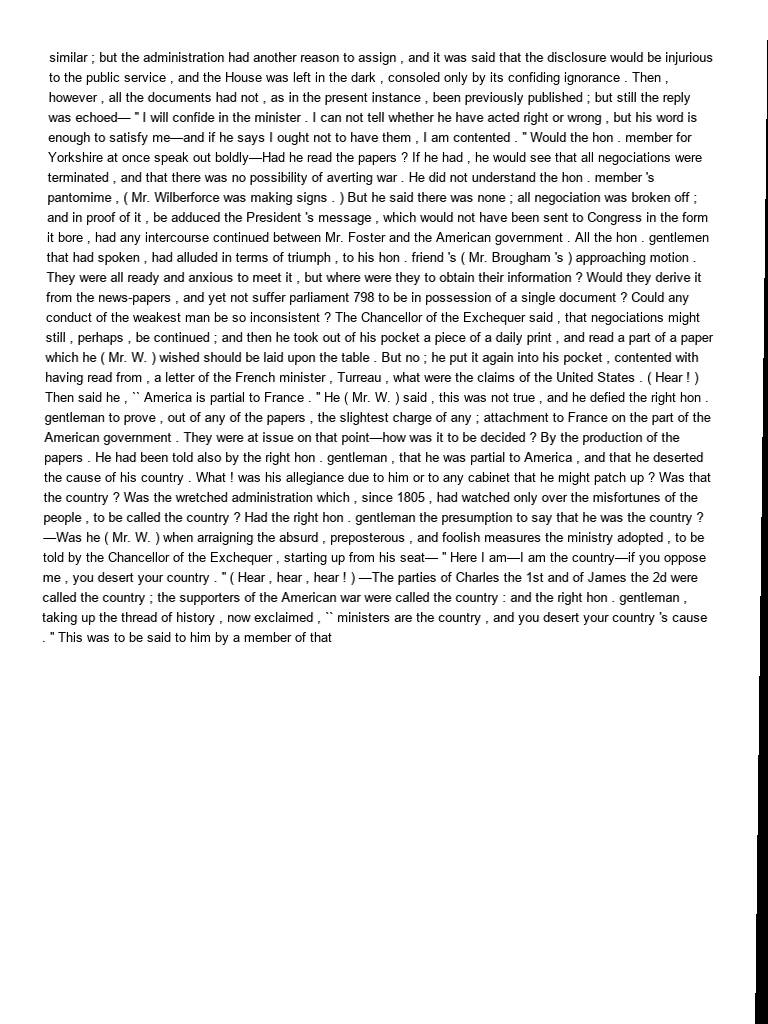 similar ; but the administration had another reason to assign , and it was said that the disclosure would be injurious
to the public service , and the House was left in the dark , consoled only by its confiding ignorance . Then ,
however , all the documents had not , as in the present instance , been previously published ; but still the reply
was echoed— " I will confide in the minister . I can not tell whether he have acted right or wrong , but his word is
enough to satisfy me—and if he says I ought not to have them , I am contented . " Would the hon . member for
Yorkshire at once speak out boldly—Had he read the papers ? If he had , he would see that all negociations were
terminated , and that there was no possibility of averting war . He did not understand the hon . member 's
pantomime , ( Mr. Wilberforce was making signs . ) But he said there was none ; all negociation was broken off ;
and in proof of it , be adduced the President 's message , which would not have been sent to Congress in the form
it bore , had any intercourse continued between Mr. Foster and the American government . All the hon . gentlemen
that had spoken , had alluded in terms of triumph , to his hon . friend 's ( Mr. Brougham 's ) approaching motion .
They were all ready and anxious to meet it , but where were they to obtain their information ? Would they derive it
from the news-papers , and yet not suffer parliament 798 to be in possession of a single document ? Could any
conduct of the weakest man be so inconsistent ? The Chancellor of the Exchequer said , that negociations might
still , perhaps , be continued ; and then he took out of his pocket a piece of a daily print , and read a part of a paper
which he ( Mr. W. ) wished should be laid upon the table . But no ; he put it again into his pocket , contented with
having read from , a letter of the French minister , Turreau , what were the claims of the United States . ( Hear ! )
Then said he , `` America is partial to France . " He ( Mr. W. ) said , this was not true , and he defied the right hon .
gentleman to prove , out of any of the papers , the slightest charge of any ; attachment to France on the part of the
American government . They were at issue on that point—how was it to be decided ? By the production of the
papers . He had been told also by the right hon . gentleman , that he was partial to America , and that he deserted
the cause of his country . What ! was his allegiance due to him or to any cabinet that he might patch up ? Was that
the country ? Was the wretched administration which , since 1805 , had watched only over the misfortunes of the
people , to be called the country ? Had the right hon . gentleman the presumption to say that he was the country ?
—Was he ( Mr. W. ) when arraigning the absurd , preposterous , and foolish measures the ministry adopted , to be
told by the Chancellor of the Exchequer , starting up from his seat— " Here I am—I am the country—if you oppose
me , you desert your country . " ( Hear , hear , hear ! ) —The parties of Charles the 1st and of James the 2d were
called the country ; the supporters of the American war were called the country : and the right hon . gentleman ,
taking up the thread of history , now exclaimed , `` ministers are the country , and you desert your country 's cause
. " This was to be said to him by a member of that